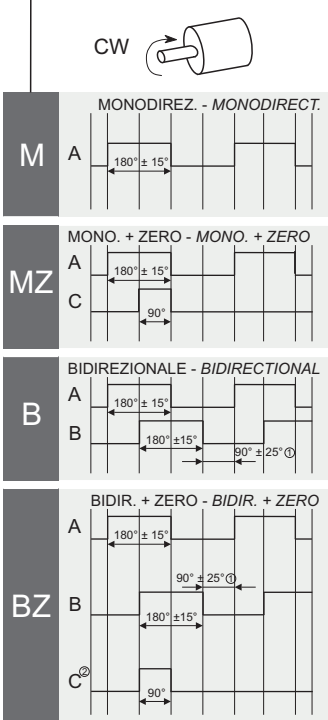 CW
MONODIREZ. - MONODIRECT.
M
A
180° ± 15°
MONO. + ZERO - MONO. + ZERO
MZ
A
180° ± 15°
C
90°
BIDIREZIONALE - BIDIRECTIONAL
B
A
180° ± 15°
B
180° ±15°
90° ± 25°①
BIDIR. + ZERO - BIDIR. + ZERO
BZ
A
180° ± 15°
90° ± 25°①
B
180° ±15°
C②
90°